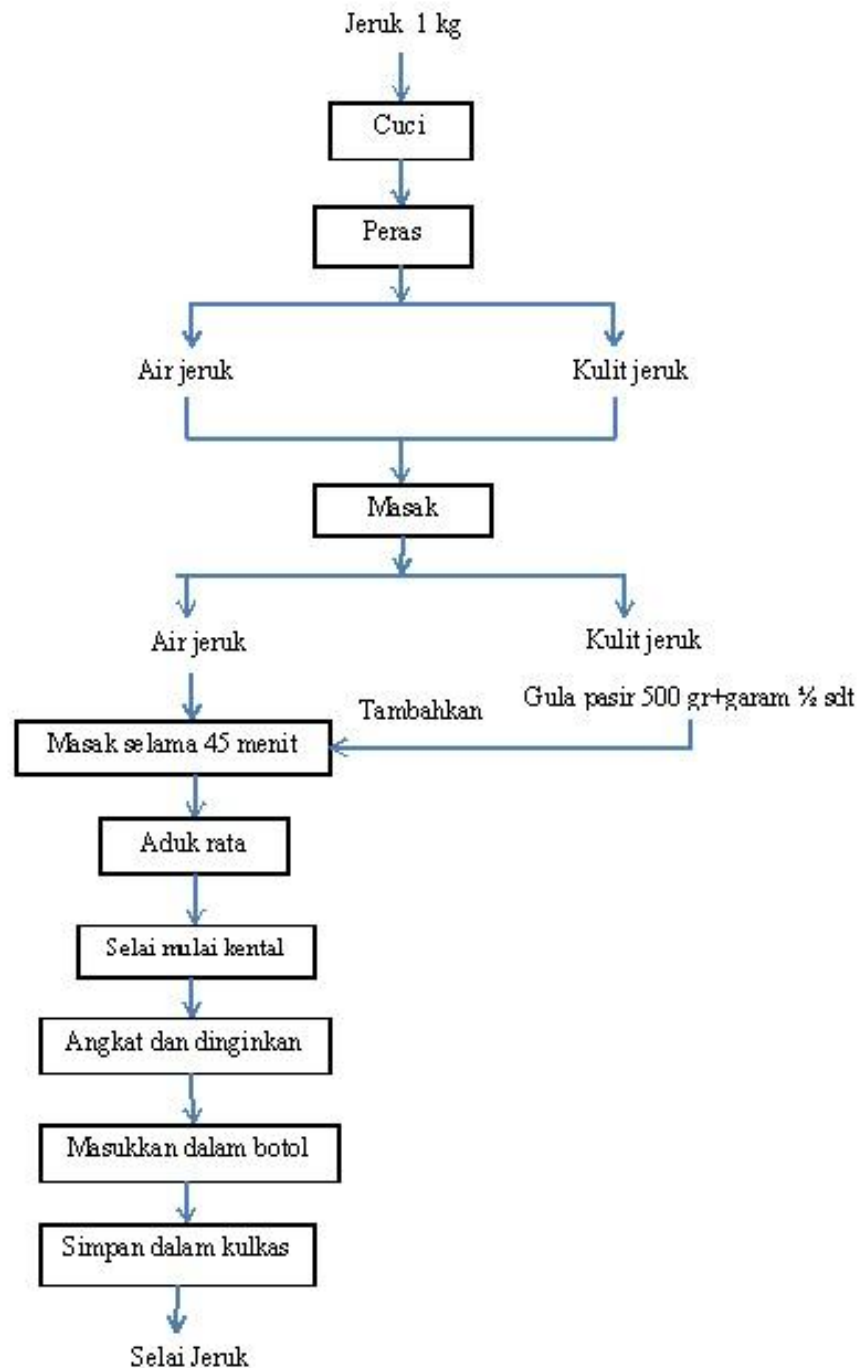 Jeruk 1 kg
Cuci
Peras
Air jeruk
Kulit jeruk
Masak
Air jeruk
Kulit jeruk
Tambahkan
Gula pasir 500 gr+garam ½ sdt
Masak selama 45 menit
Aduk rata
Selai mulai kental
Angkat dan dinginkan
Masukkan dalam botol
Simpan dalam kulkas
Selai Jeruk